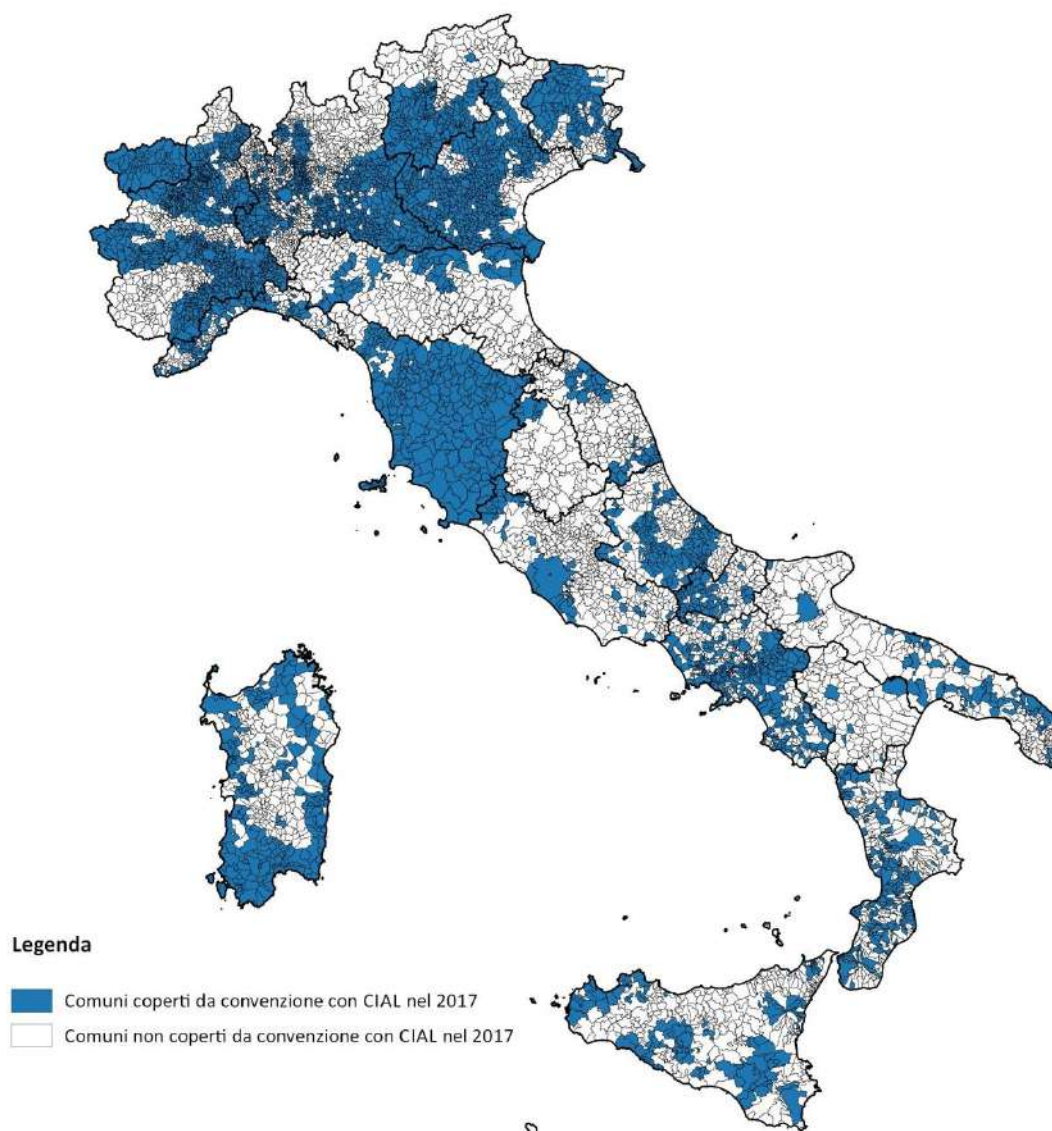 Legenda
Comuni coperti da convenzione con CIAL nel 2017
Comuni non coperti da convenzione con CIAL nel 2017